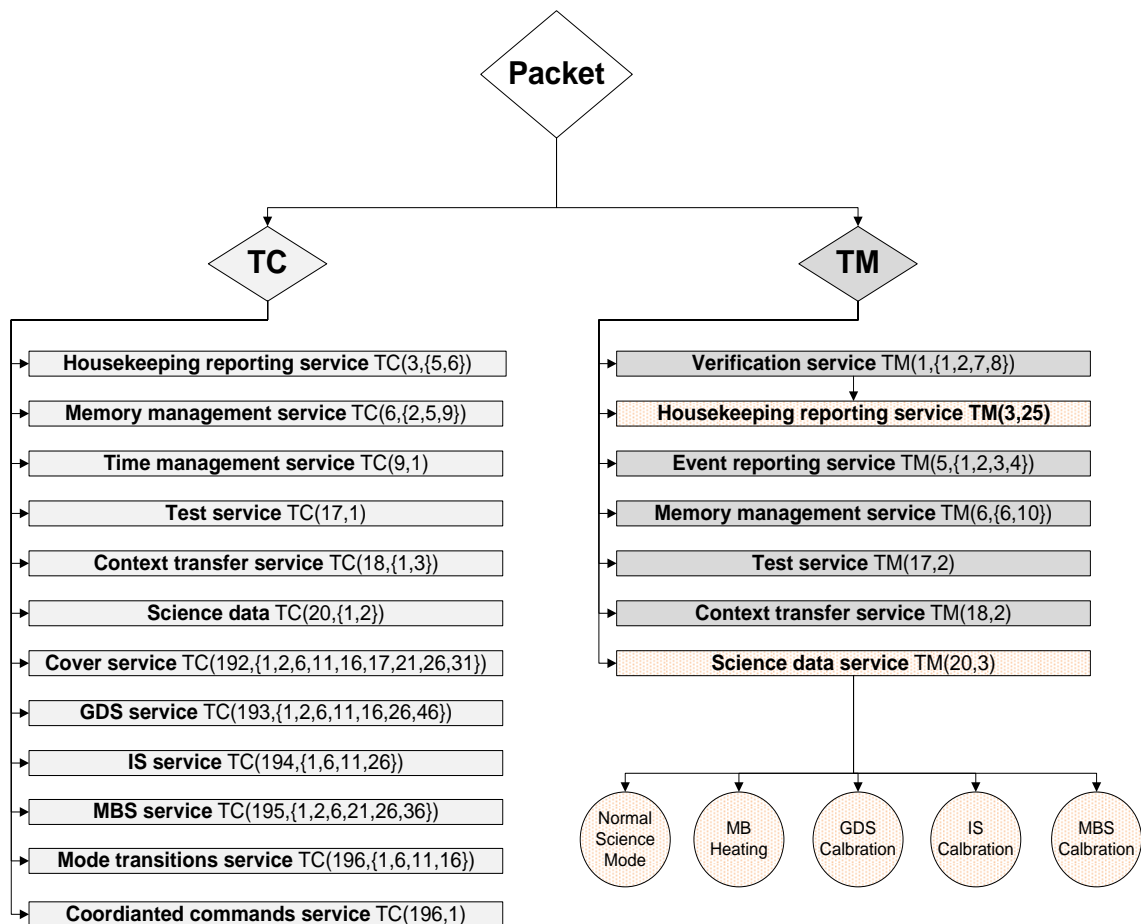 Packet
TC
TM
Housekeeping reporting service TC(3,{5,6})
Memory management service TC(6,{2,5,9})
Time management service TC(9,1)
Test service TC(17,1)
Context transfer service TC(18,{1,3})
Science data TC(20,{1,2})
Cover service TC(192,{1,2,6,11,16,17,21,26,31})
GDS service TC(193,{1,2,6,11,16,26,46})
IS service TC(194,{1,6,11,26})
MBS service TC(195,{1,2,6,21,26,36})
Mode transitions service TC(196,{1,6,11,16})
Coordianted commands service TC(196,1)
Verification service TM(1,{1,2,7,8})
Housekeeping reporting service TM(3,25)
Event reporting service TM(5,{1,2,3,4})
Memory management service TM(6,{6,10})
Test service TM(17,2)
Context transfer service TM(18,2)
Science data service TM(20,3)
Normal
Science
Mode
MB
Heating
GDS
Calbration
IS
Calbration
MBS
Calbration